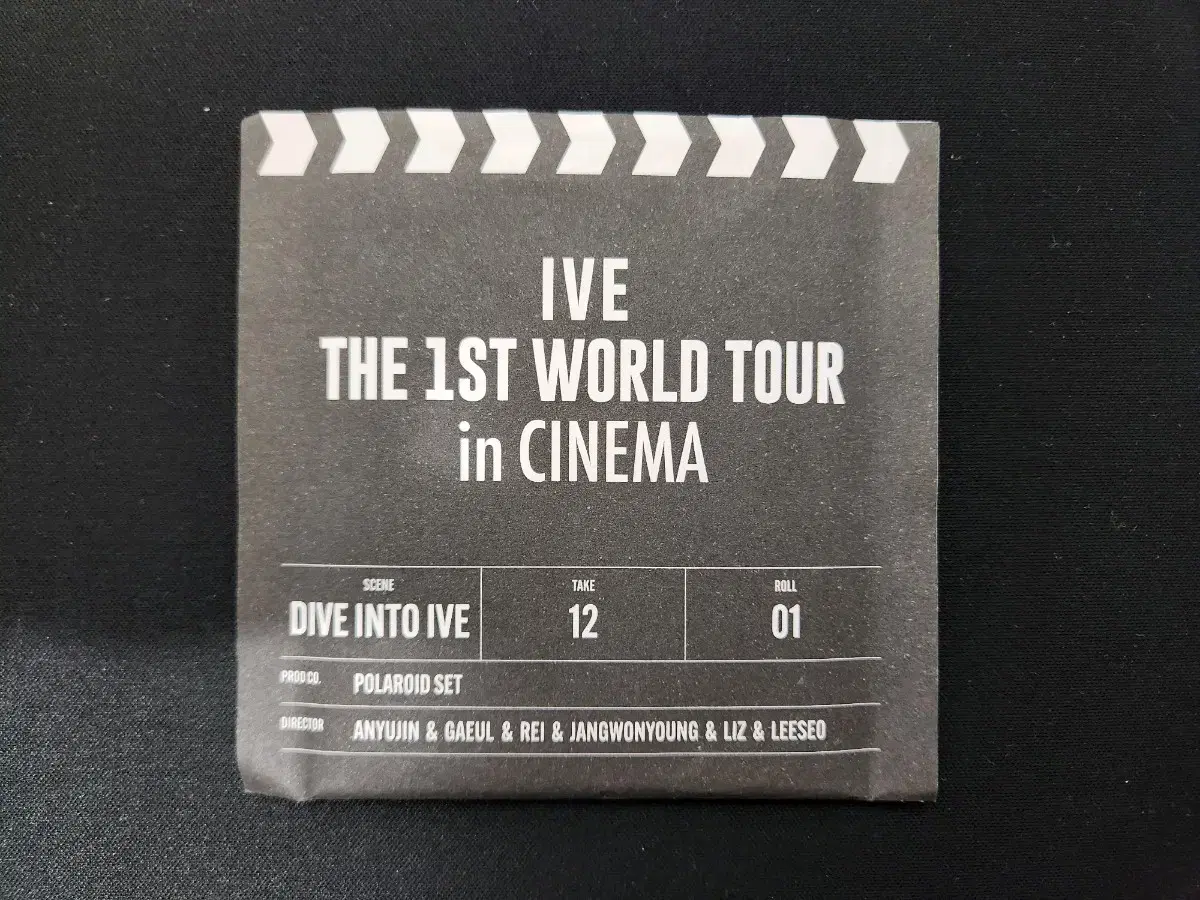 IVE
THE 1ST WORLD TOUR
in CINEMA
SCENE
DIVE INTO IVE
TAKE
12
ROLL
01
PROD CO.
POLAROID SET
DIRECTOR
ANYUJIN & GAEUL & REI & JANGWONYOUNG & LIZ & LEESEO